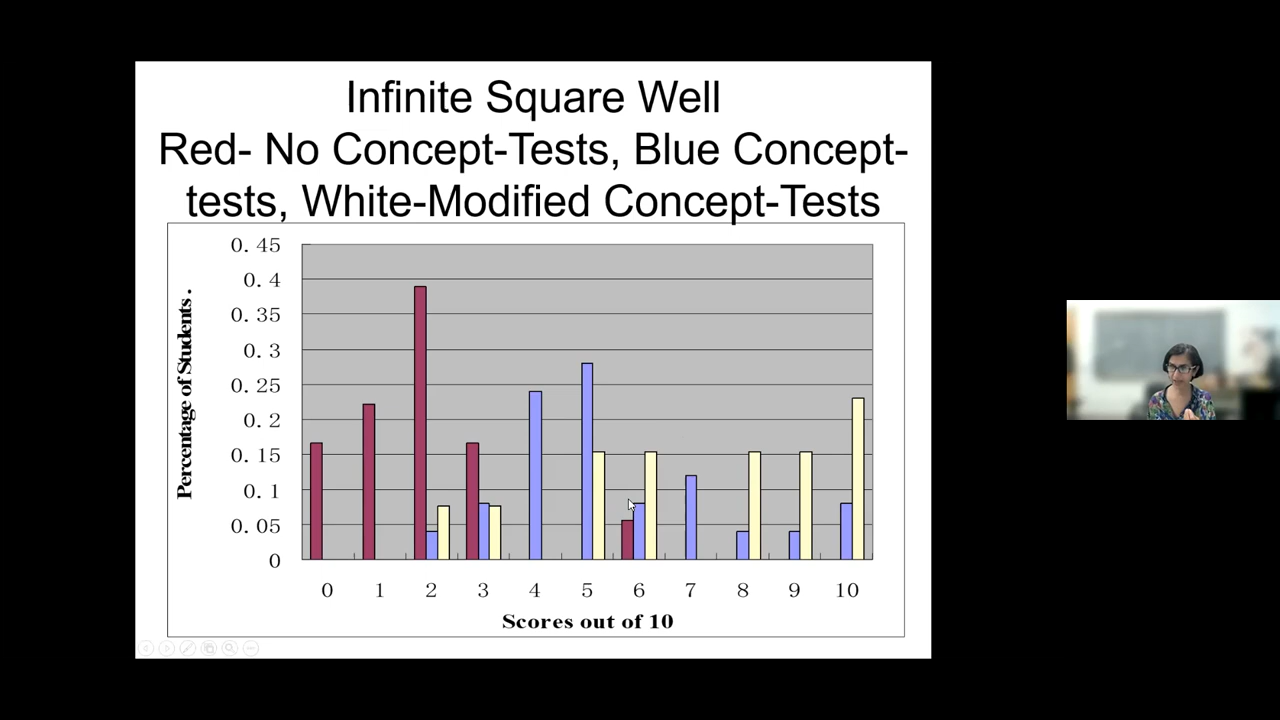 Infinite Square Well
Red- No Concept-Tests, Blue Concept-
tests, White-Modified Concept-Tests
0. 45
0. 4
0. 35
0. 3
0. 25
0. 2
0. 15
0. 1
0. 05
0
Percentage of Students .
0 1 2 3 4 5 6 7 8 9 10
Scores out of 10